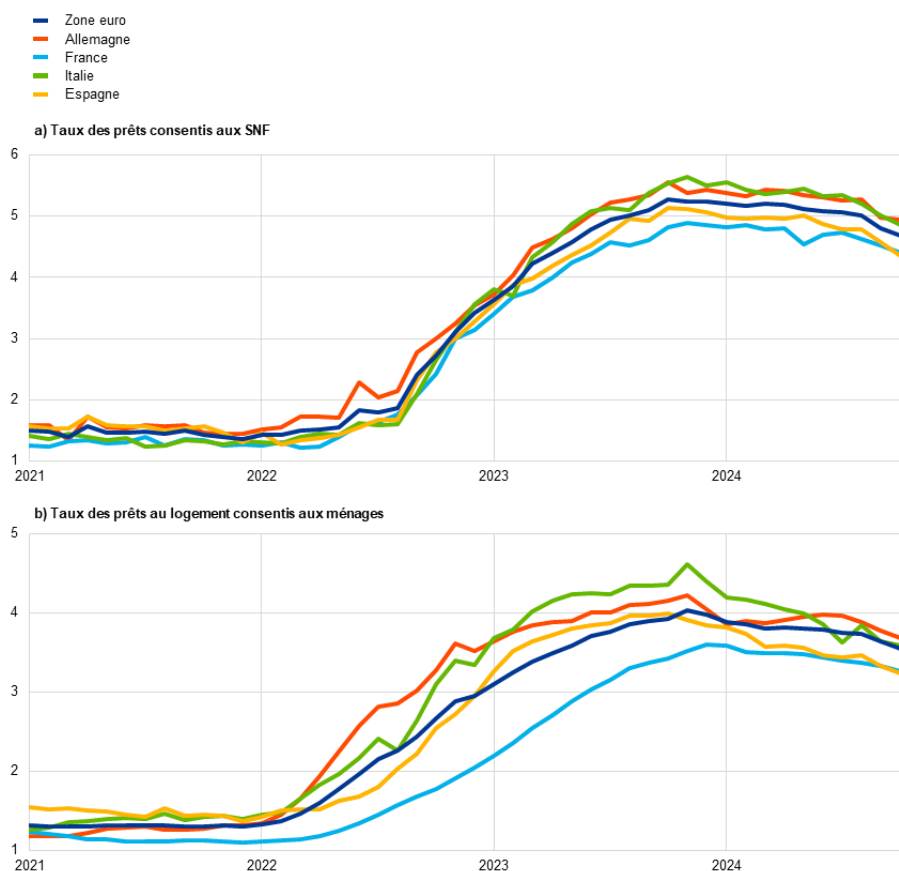 Zone euro
Allemagne
France
Italie
Espagne
a) Taux des prêts consentis aux SNF
6
5
4
3
2
1
2021 2022 2023 2024
b) Taux des prêts au logement consentis aux ménages
5
4
3
2
1
2021 2022 2023 2024